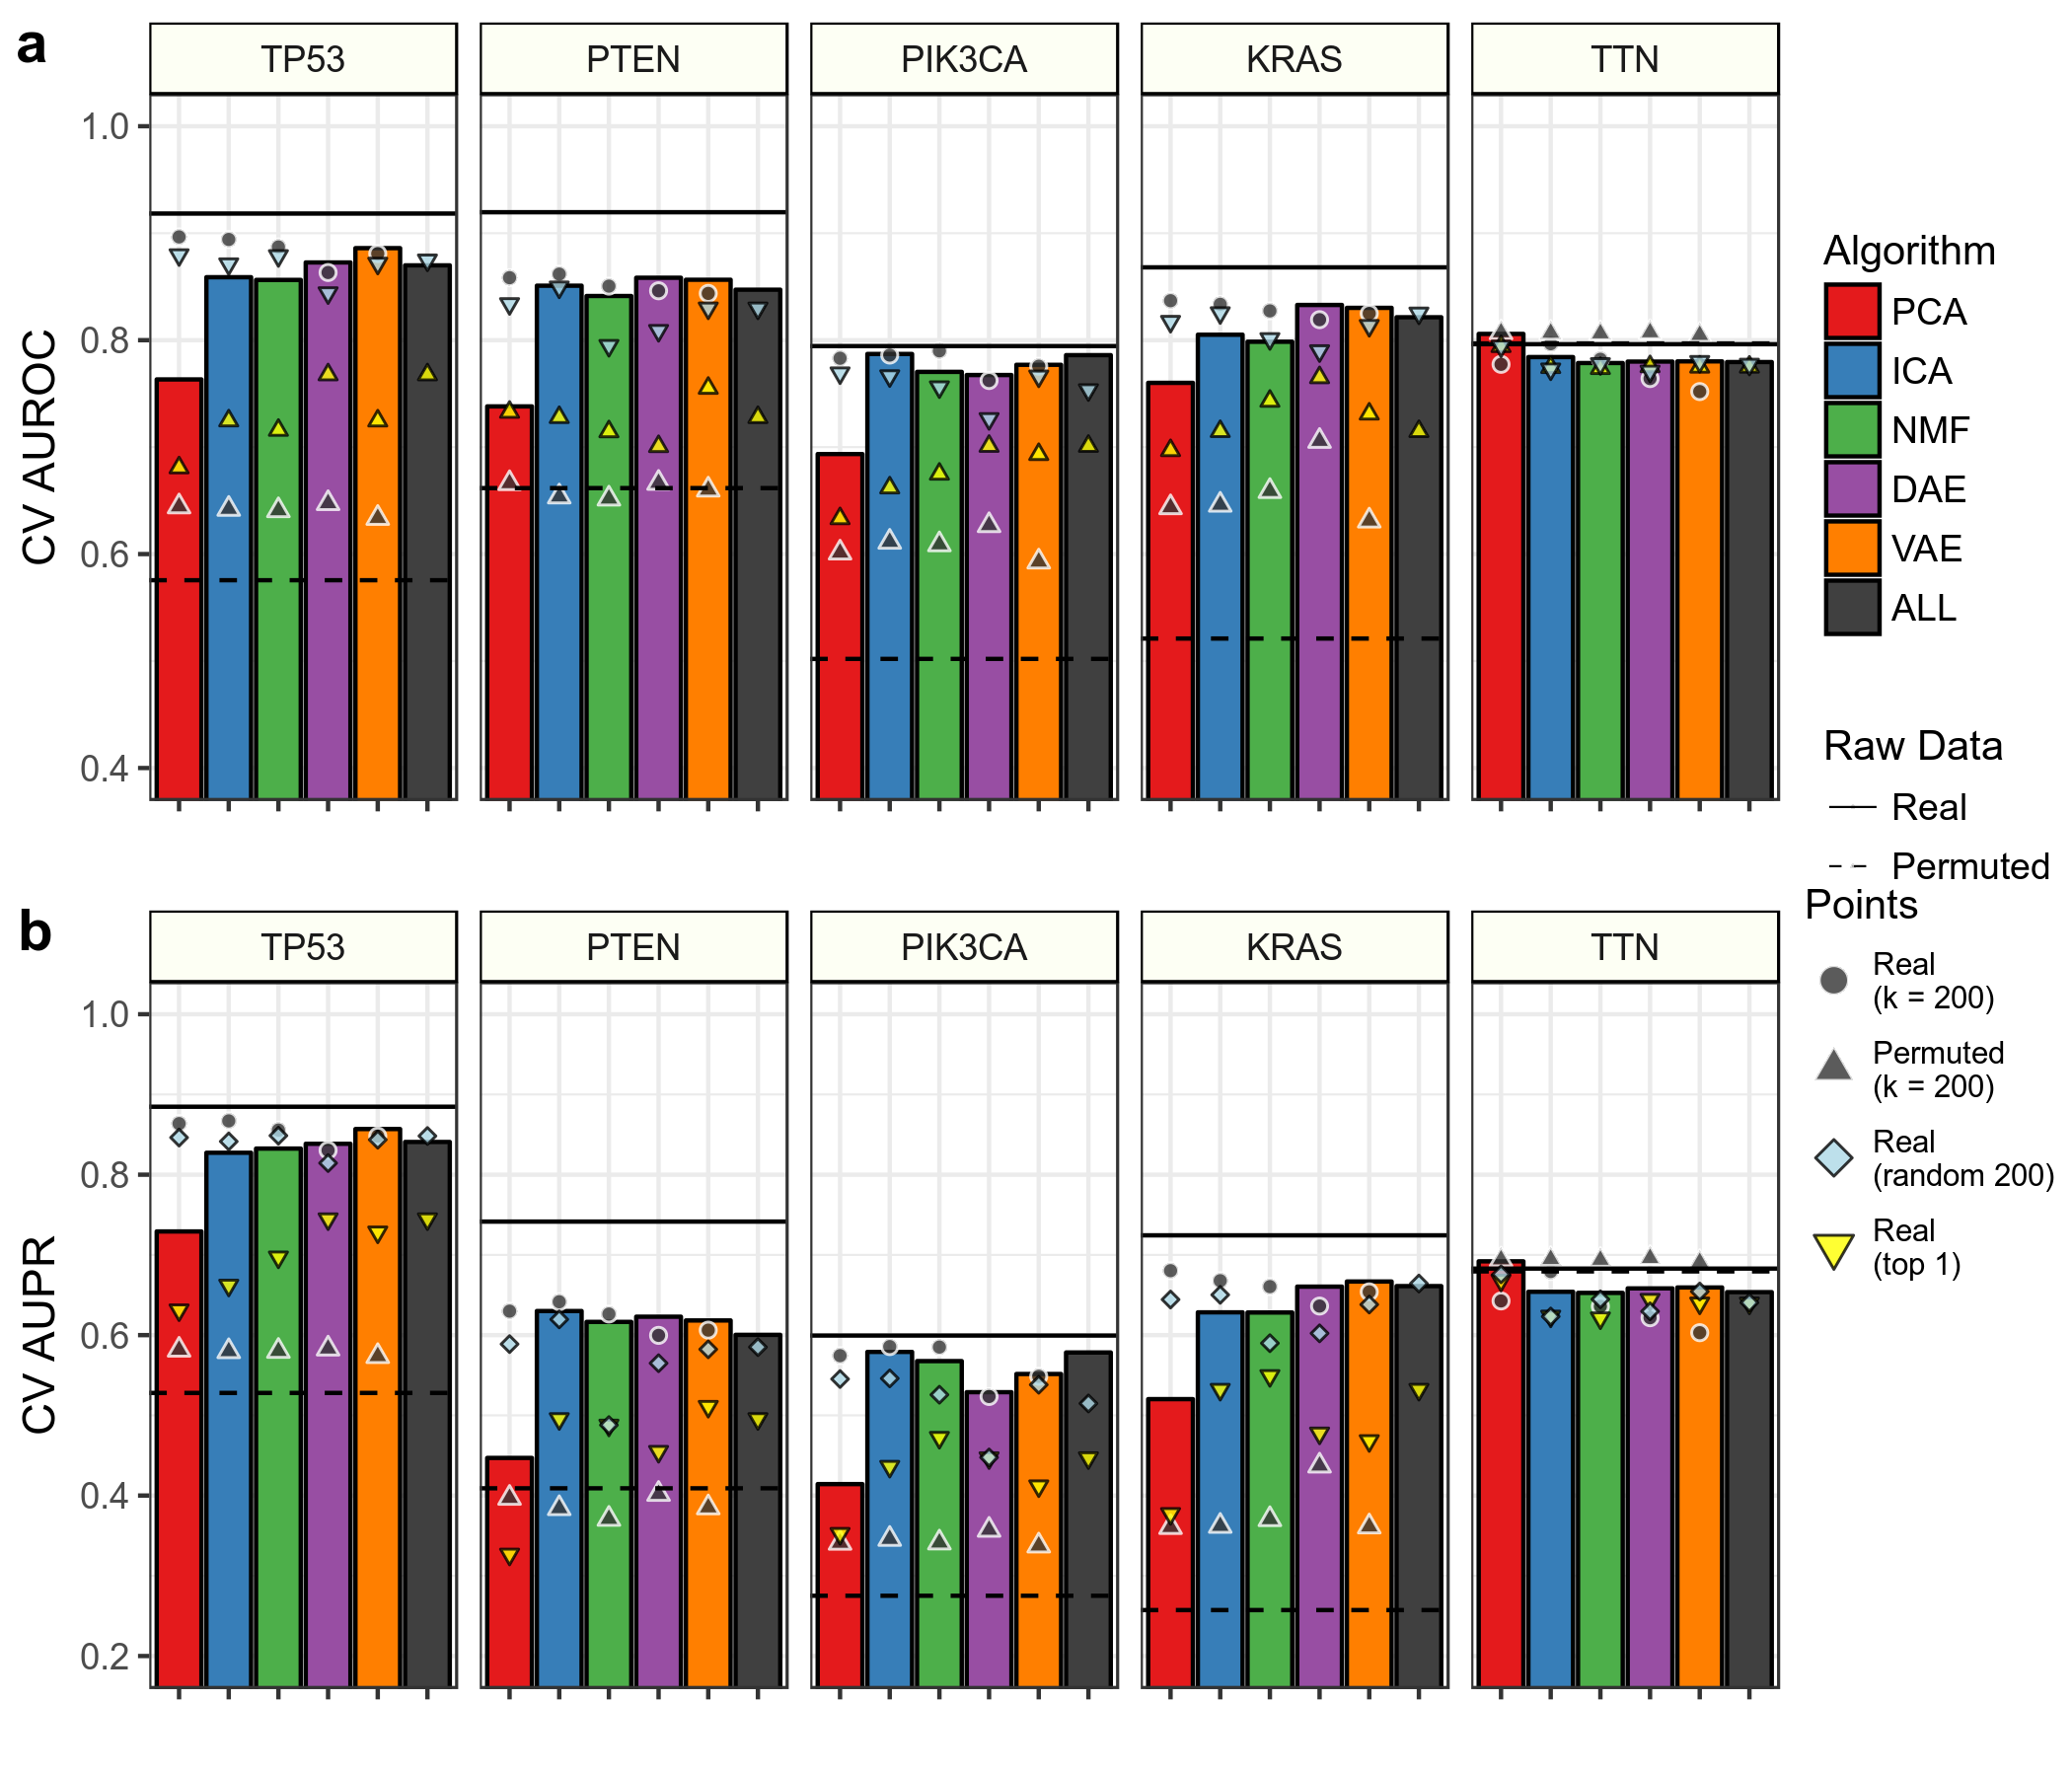 a
TP53 PTEN PIK3CA KRAS TTN
CV AUROC
1.0
0.8
0.6
0.4
Algorithm
PCA
ICA
NMF
DAE
VAE
ALL
Raw Data
Real
Permuted
b
TP53 PTEN PIK3CA KRAS TTN
CV AUPR
1.0
0.8
0.6
0.4
0.2
Points
Real
(k = 200)
Permuted
(k = 200)
Real
(random 200)
Real
(top 1)